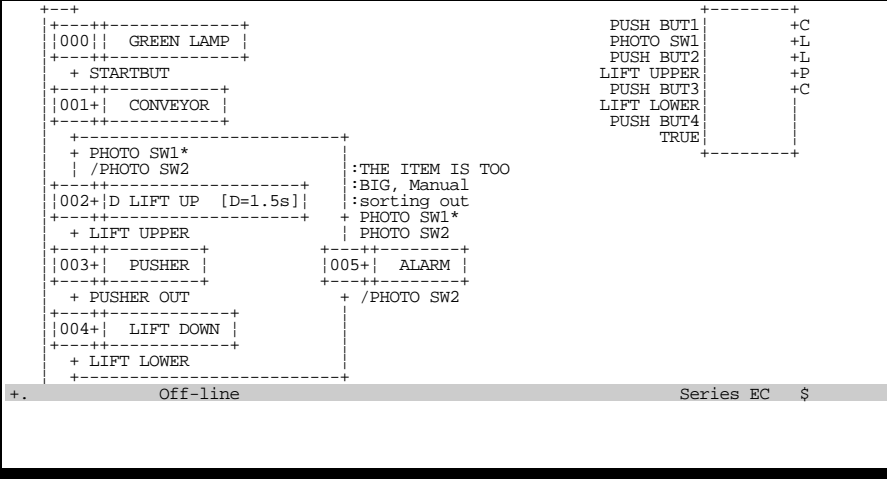 000 GREEN LAMP
+ STARTBUT
001+ CONVEYOR
+ PHOTO SW1*
/PHOTO SW2
002+ D LIFT UP [D=1.5s]
+ LIFT UPPER
003+ PUSHER
+ PUSHER OUT
004+ LIFT DOWN
+ LIFT LOWER
:THE ITEM IS TOO
:BIG, Manual
:sorting out
+ PHOTO SW1*
PHOTO SW2
005+ ALARM
+ /PHOTO SW2
PUSH BUT1 +C
PHOTO SW1 +L
PUSH BUT2 +L
LIFT UPPER +P
PUSH BUT3 +C
LIFT LOWER
PUSH BUT4
TRUE
+. Off-line Series EC $